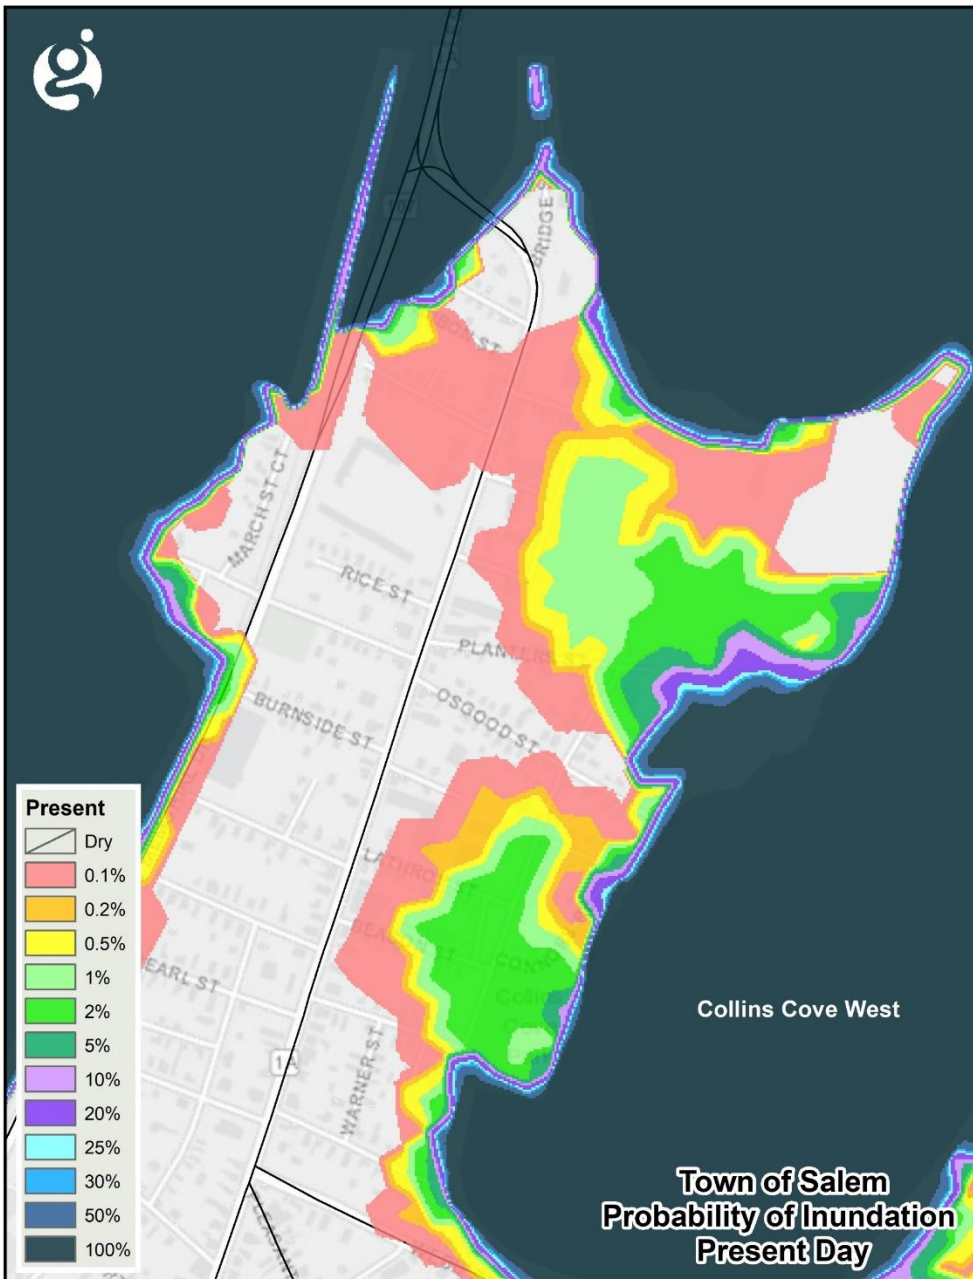 BRIDGE S
MARCH ST CT
RICE ST
PLANTERS ST
OSGOOD ST
BURNSIDE ST
Present
Dry
0.1%
0.2%
0.5%
1%
2%
5%
10%
20%
25%
30%
50%
100%
LATHROP ST
EARL ST
Collins Cove West
1A
WARNER ST
Town of Salem
Probability of Inundation
Present Day